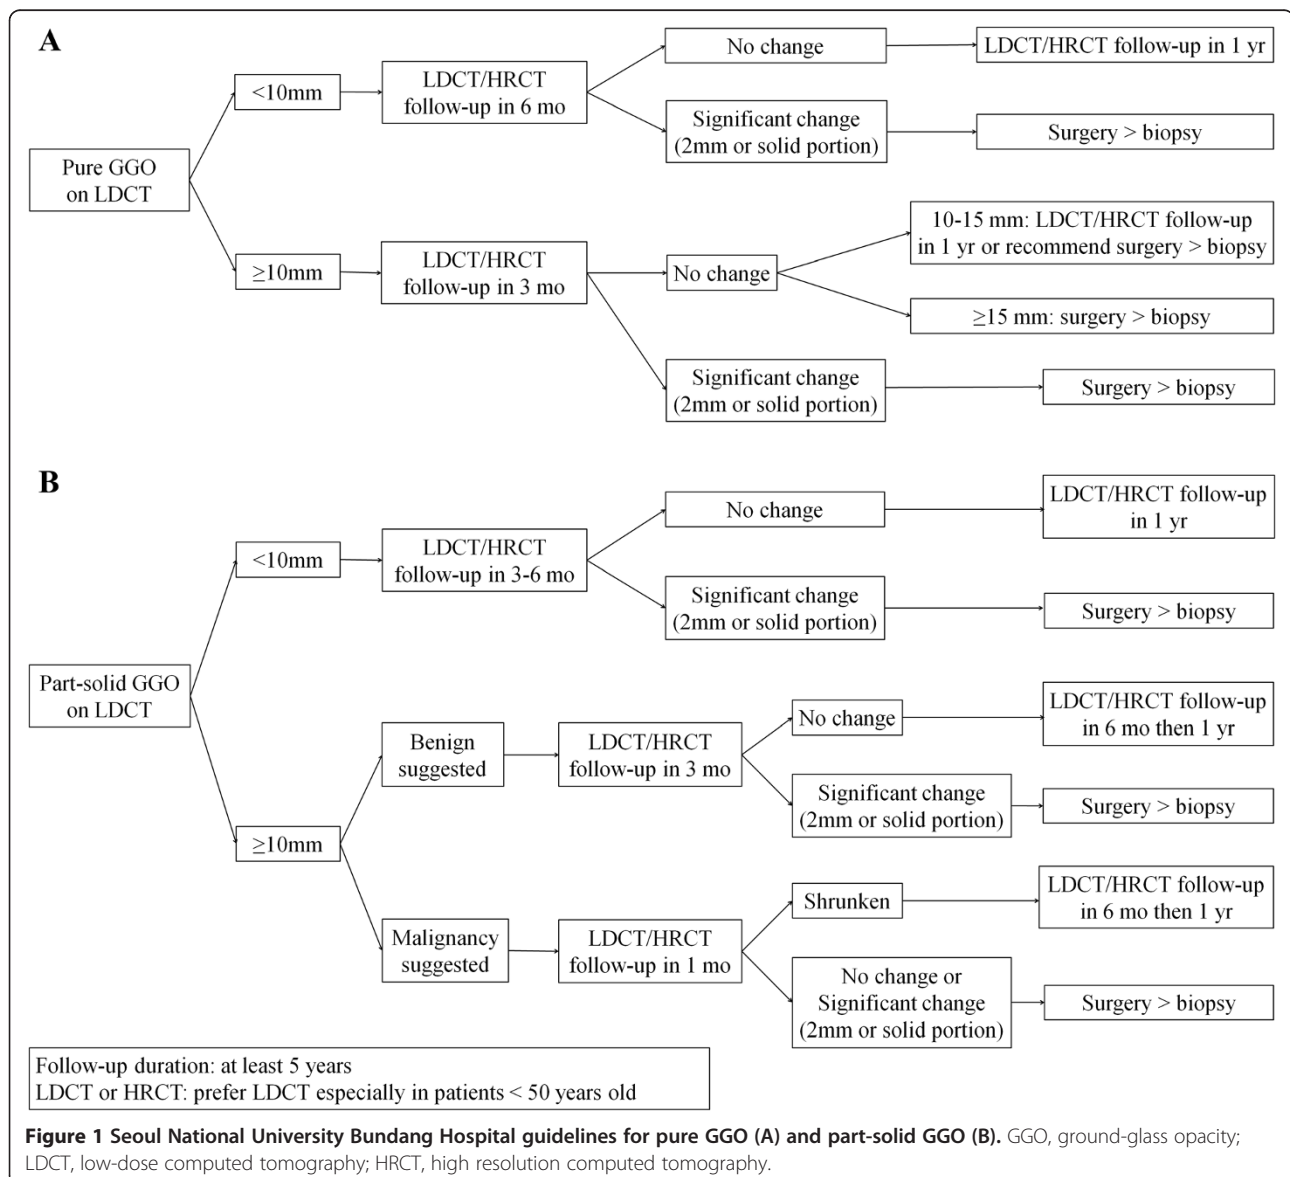 A
Pure GGO
on LDCT
<10mm
LDCT/HRCT
follow-up in 6 mo
No change
LDCT/HRCT follow-up in 1 yr
Significant change
(2mm or solid portion)
Surgery > biopsy
≥10mm
LDCT/HRCT
follow-up in 3 mo
No change
10-15 mm: LDCT/HRCT follow-up
in 1 yr or recommend surgery > biopsy
≥15 mm: surgery > biopsy
Significant change
(2mm or solid portion)
Surgery > biopsy
B
Part-solid GGO
on LDCT
<10mm
LDCT/HRCT
follow-up in 3-6 mo
No change
LDCT/HRCT follow-up
in 1 yr
Significant change
(2mm or solid portion)
Surgery > biopsy
≥10mm
Benign
suggested
LDCT/HRCT
follow-up in 3 mo
No change
LDCT/HRCT follow-up
in 6 mo then 1 yr
Significant change
(2mm or solid portion)
Surgery > biopsy
Malignancy
suggested
LDCT/HRCT
follow-up in 1 mo
Shrunken
LDCT/HRCT follow-up
in 6 mo then 1 yr
No change or
Significant change
(2mm or solid portion)
Surgery > biopsy
Follow-up duration: at least 5 years
LDCT or HRCT: prefer LDCT especially in patients < 50 years old
Figure 1 Seoul National University Bundang Hospital guidelines for pure GGO (A) and part-solid GGO (B). GGO, ground-glass opacity;
LDCT, low-dose computed tomography; HRCT, high resolution computed tomography.